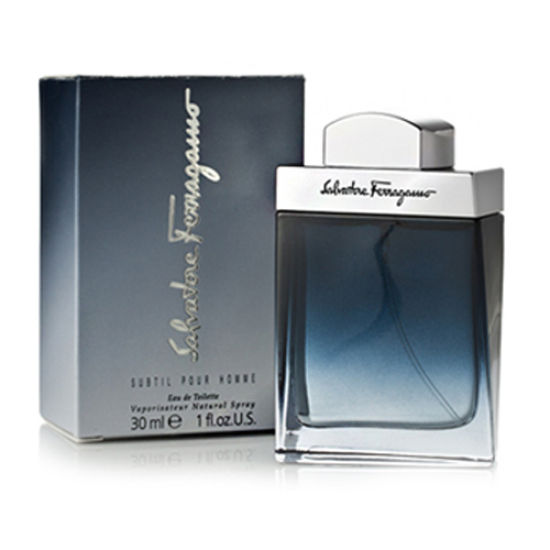 Salvatore Ferragamo
SUBTIL POUR HOMME
Eau de Toilette
Vaporisateur Natural Spray
30 ml ℮ 1 fl.oz.U.S.
Salvatore Ferragamo